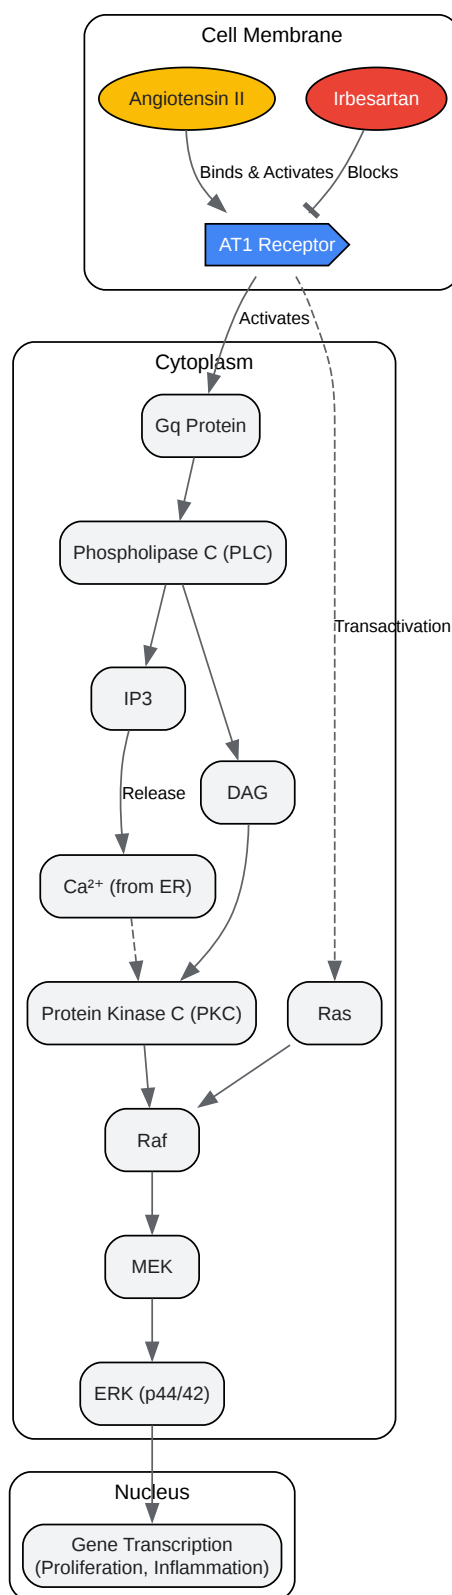 Cell Membrane
Angiotensin II
Irbesartan
Binds & Activates
Blocks
AT1 Receptor
Activates
Cytoplasm
Gq Protein
Phospholipase C (PLC)
Transactivation
IP3
Release
DAG
Ca²⁺ (from ER)
Protein Kinase C (PKC)
Ras
Raf
MEK
ERK (p44/42)
Nucleus
Gene Transcription
(Proliferation, Inflammation)